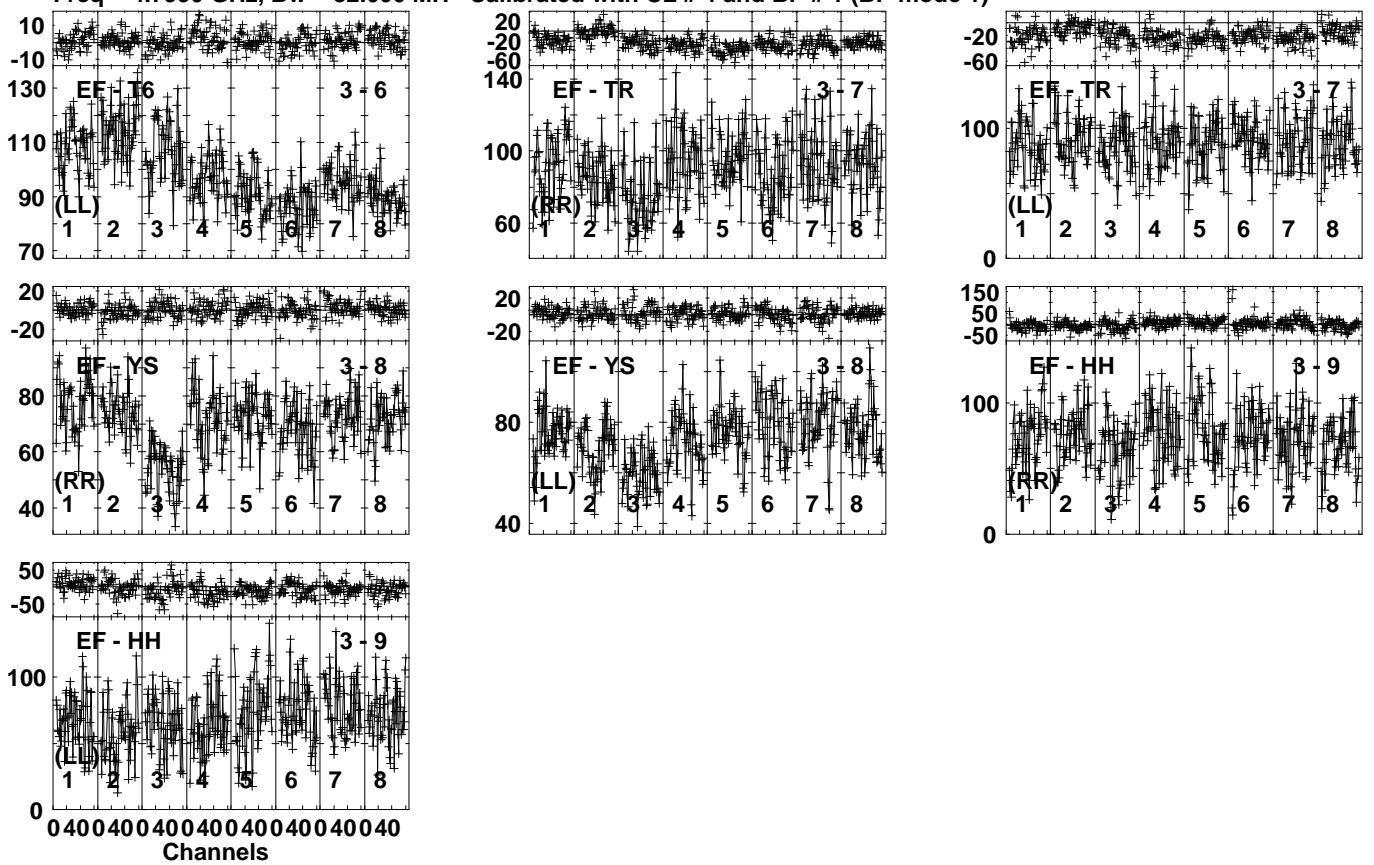 10
-10
130
110
90
70
EF - T6 3 - 6
(LL)
1 2 3 4 5 6 7 8
20
-20
-60
140
100
60
EF - TR 3 - 7
(RR)
1 2 3 4 5 6 7 8
-20
-60
100
0
EF - TR 3 - 7
(LL)
1 2 3 4 5 6 7 8
20
-20
80
60
40
EF - YS 3 - 8
(RR)
1 2 3 4 5 6 7 8
20
-20
80
40
EF - YS 3 - 8
(LL)
1 2 3 4 5 6 7 8
150
50
-50
100
0
EF - HH 3 - 9
(RR)
1 2 3 4 5 6 7 8
50
-50
100
0
EF - HH 3 - 9
(LL)
1 2 3 4 5 6 7 8
0 40 0 40 0 40 0 40 0 40 0 40 0 40 0 40
Channels